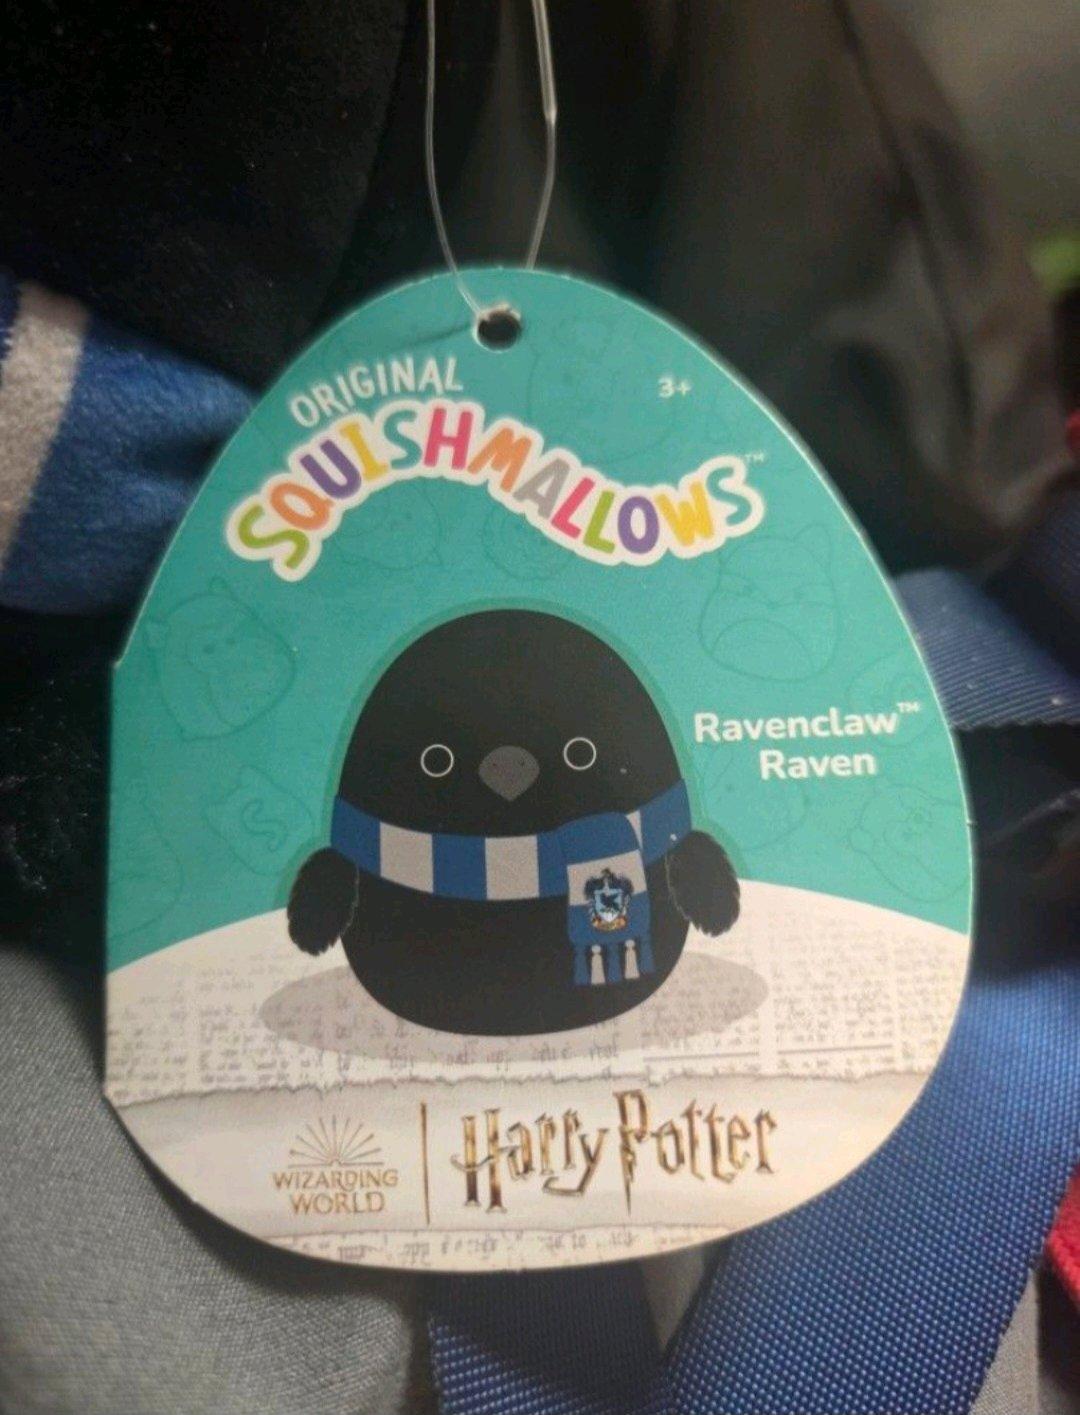 ORIGINAL
3+
SQUISHMALLOWS™
Ravenclaw™
Raven
WIZARDING
WORLD
Harry Potter